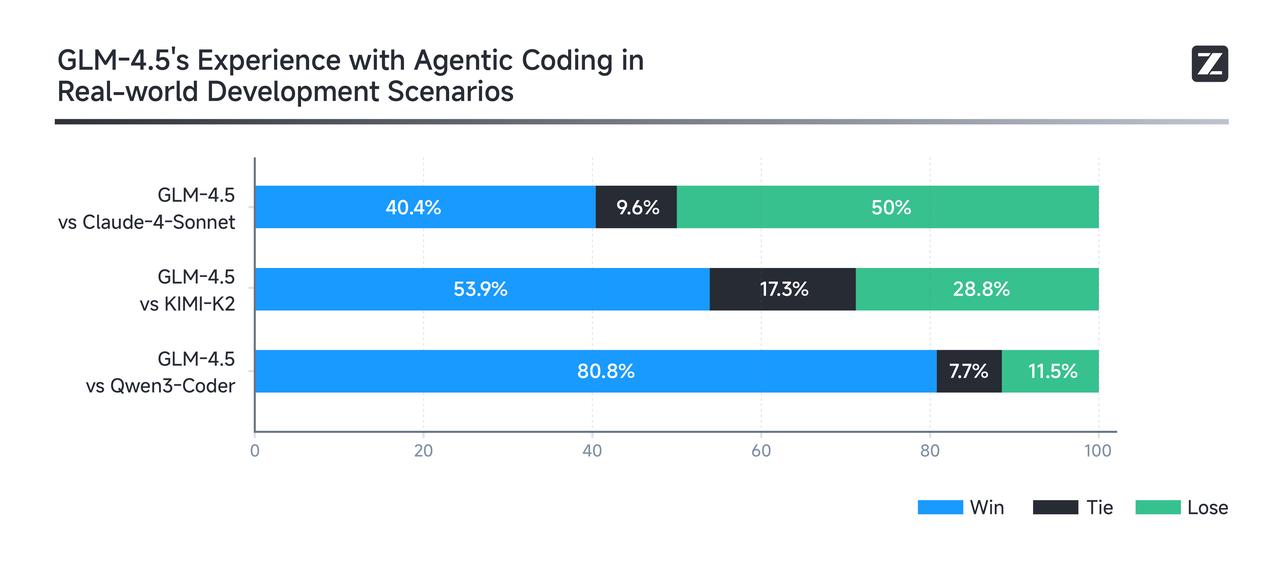 GLM-4.5's Experience with Agentic Coding in
Real-world Development Scenarios
Z
GLM-4.5
vs Claude-4-Sonnet
40.4% 9.6% 50%
GLM-4.5
vs KIMI-K2
53.9% 17.3% 28.8%
GLM-4.5
vs Qwen3-Coder
80.8% 7.7% 11.5%
0 20 40 60 80 100
Win Tie Lose